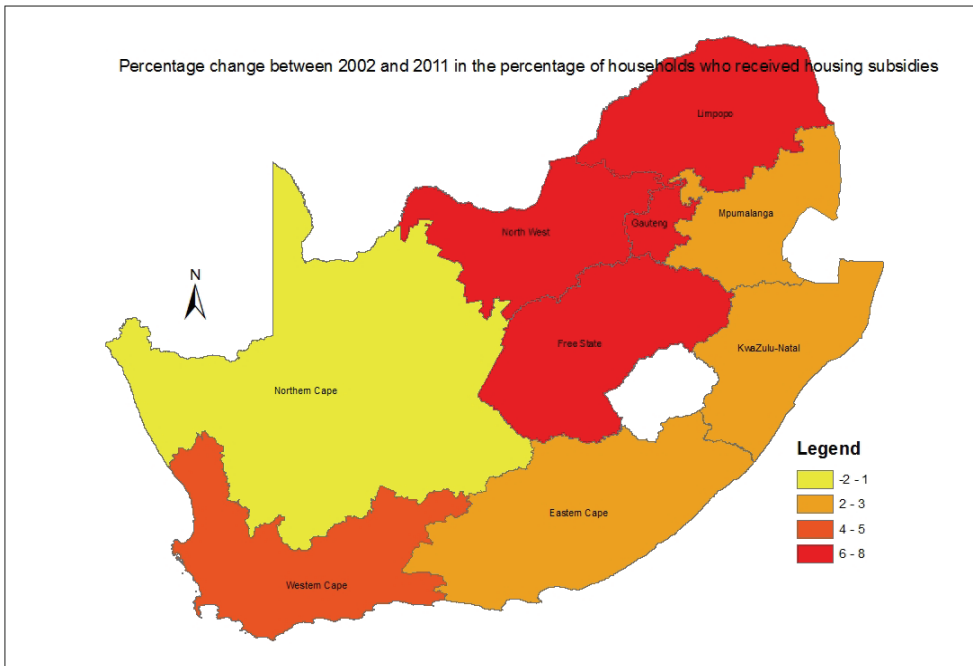 Percentage change between 2002 and 2011 in the percentage of households who received housing subsidies
Limpopo
Mpumalanga
Gauteng
North West
N
Free State
KwaZulu-Natal
Northern Cape
Legend
-2 - 1
2 - 3
4 - 5
6 - 8
Eastern Cape
Western Cape